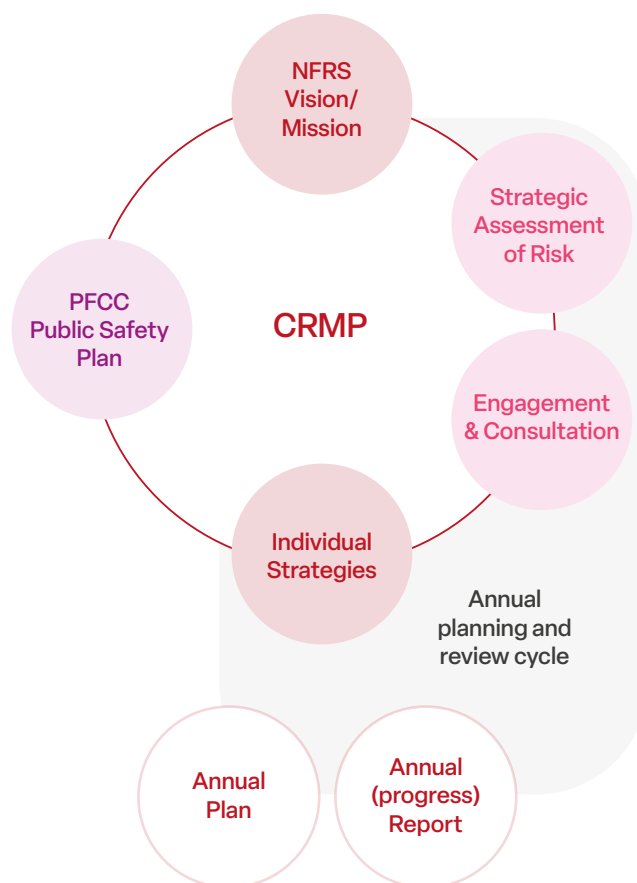 NFRS
Vision/
Mission
Strategic
Assessment
of Risk
PFCC
Public Safety
Plan
CRMP
Engagement
& Consultation
Individual
Strategies
Annual
planning and
review cycle
Annual
Plan
Annual
(progress)
Report